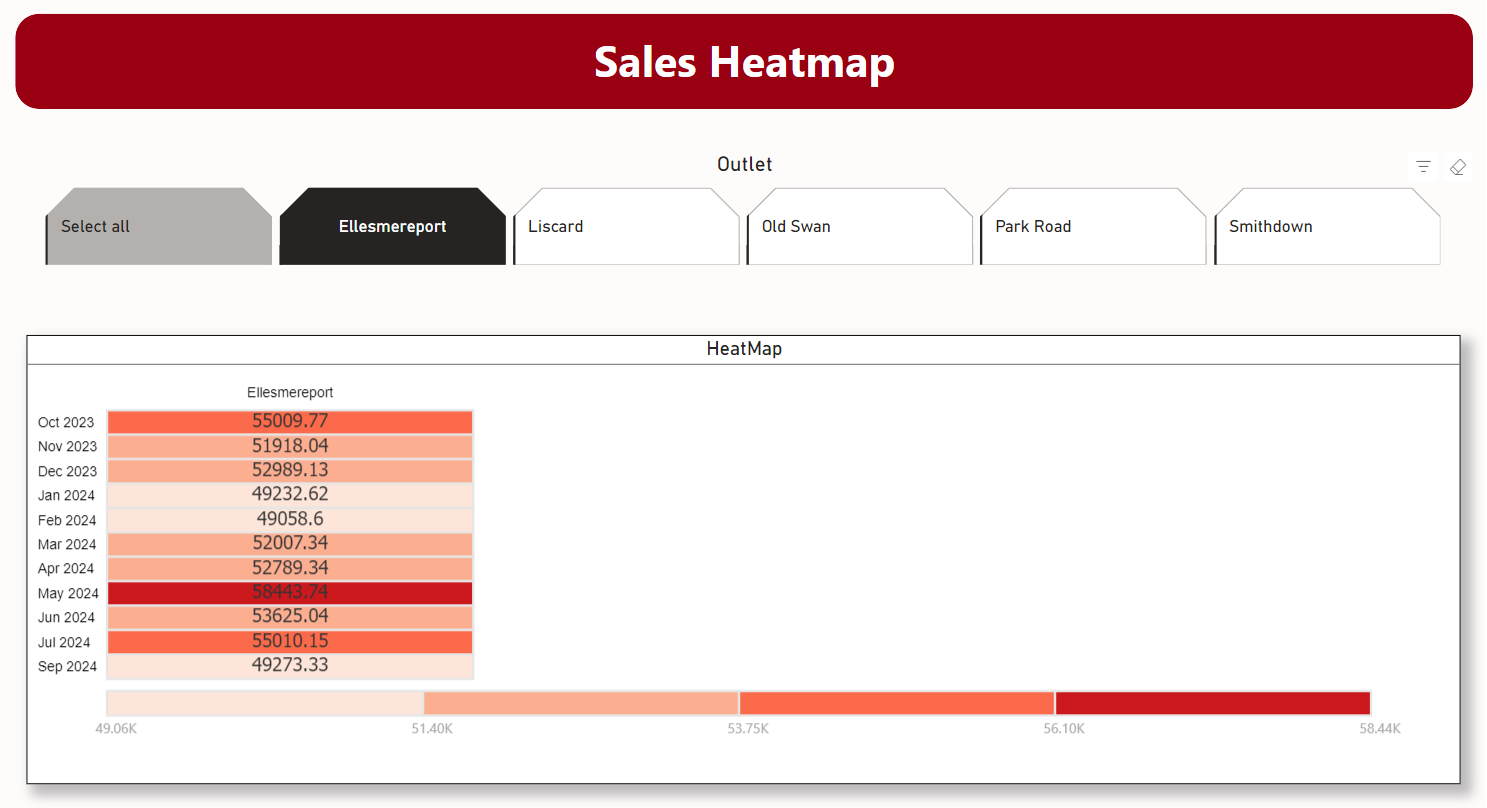 Sales Heatmap
Outlet
Select all
Ellesmereport
Liscard
Old Swan
Park Road
Smithdown
HeatMap
Ellesmereport
Oct 2023 55009.77
Nov 2023 51918.04
Dec 2023 52989.13
Jan 2024 49232.62
Feb 2024 49058.6
Mar 2024 52007.34
Apr 2024 52789.34
May 2024 58443.74
Jun 2024 53625.04
Jul 2024 55010.15
Sep 2024 49273.33
49.06K 51.40K 53.75K 56.10K 58.44K